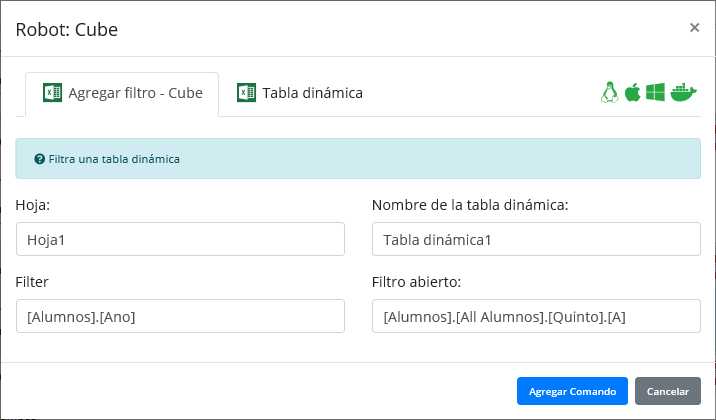 Robot: Cube
×
Agregar filtro - Cube
Tabla dinámica
Filtra una tabla dinámica
Hoja:
Nombre de la tabla dinámica:
Hoja1
Tabla dinámica1
Filter
Filtro abierto:
[Alumnos].[Ano]
[Alumnos].[All Alumnos].[Quinto].[A]
Agregar Comando
Cancelar